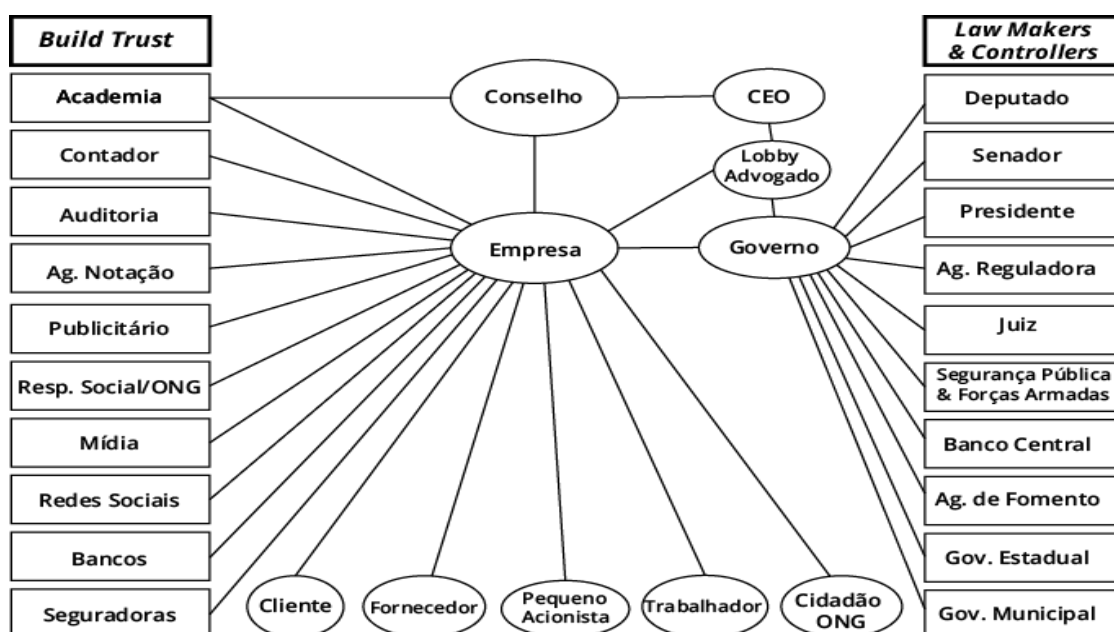 Build Trust
Academia
Contador
Auditoria
Ag. Notação
Publicitário
Resp. Social/ONG
Mídia
Redes Sociais
Bancos
Seguradoras
Conselho
CEO
Lobby
Advogado
Empresa
Governo
Cliente
Fornecedor
Pequeno
Acionista
Trabalhador
Cidadão
ONG
Law Makers
& Controllers
Deputado
Senador
Presidente
Ag. Reguladora
Juiz
Segurança Pública
& Forças Armadas
Banco Central
Ag. de Fomento
Gov. Estadual
Gov. Municipal